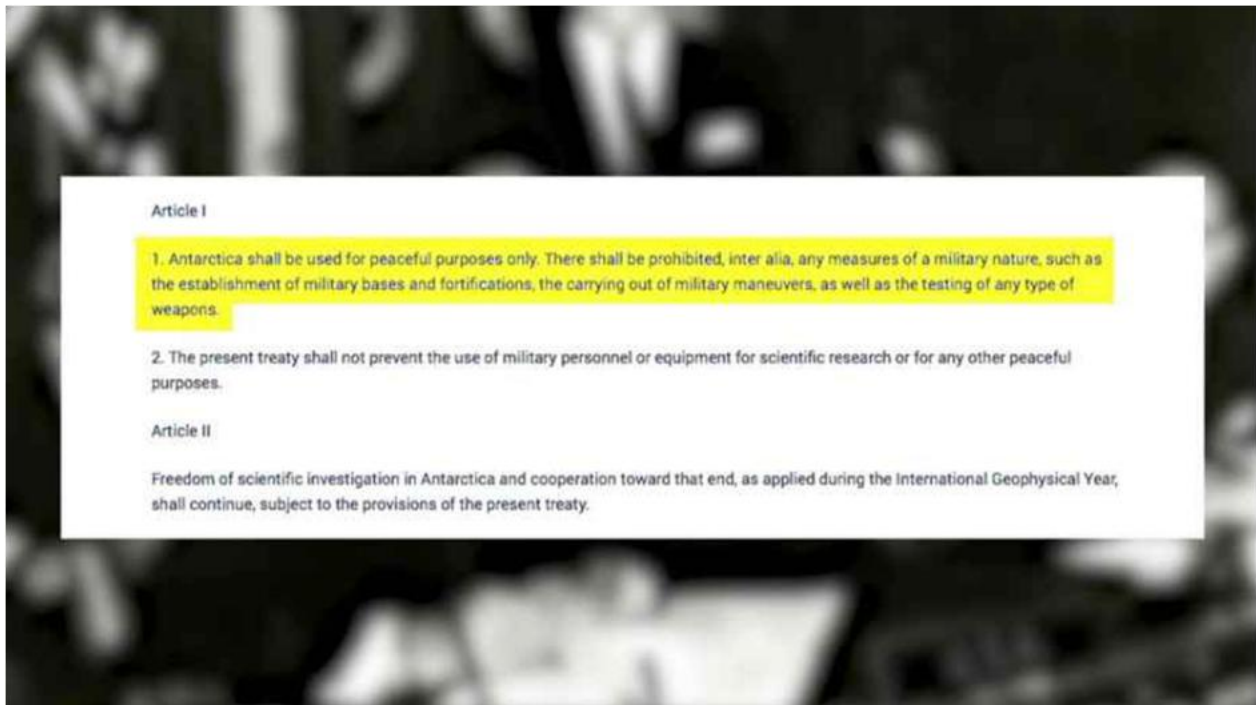 Article I
1. Antarctica shall be used for peaceful purposes only. There shall be prohibited, inter alia, any measures of a military nature, such as
the establishment of military bases and fortifications, the carrying out of military maneuvers, as well as the testing of any type of
weapons.
2. The present treaty shall not prevent the use of military personnel or equipment for scientific research or for any other peaceful
purposes.
Article II
Freedom of scientific investigation in Antarctica and cooperation toward that end, as applied during the International Geophysical Year,
shall continue, subject to the provisions of the present treaty.